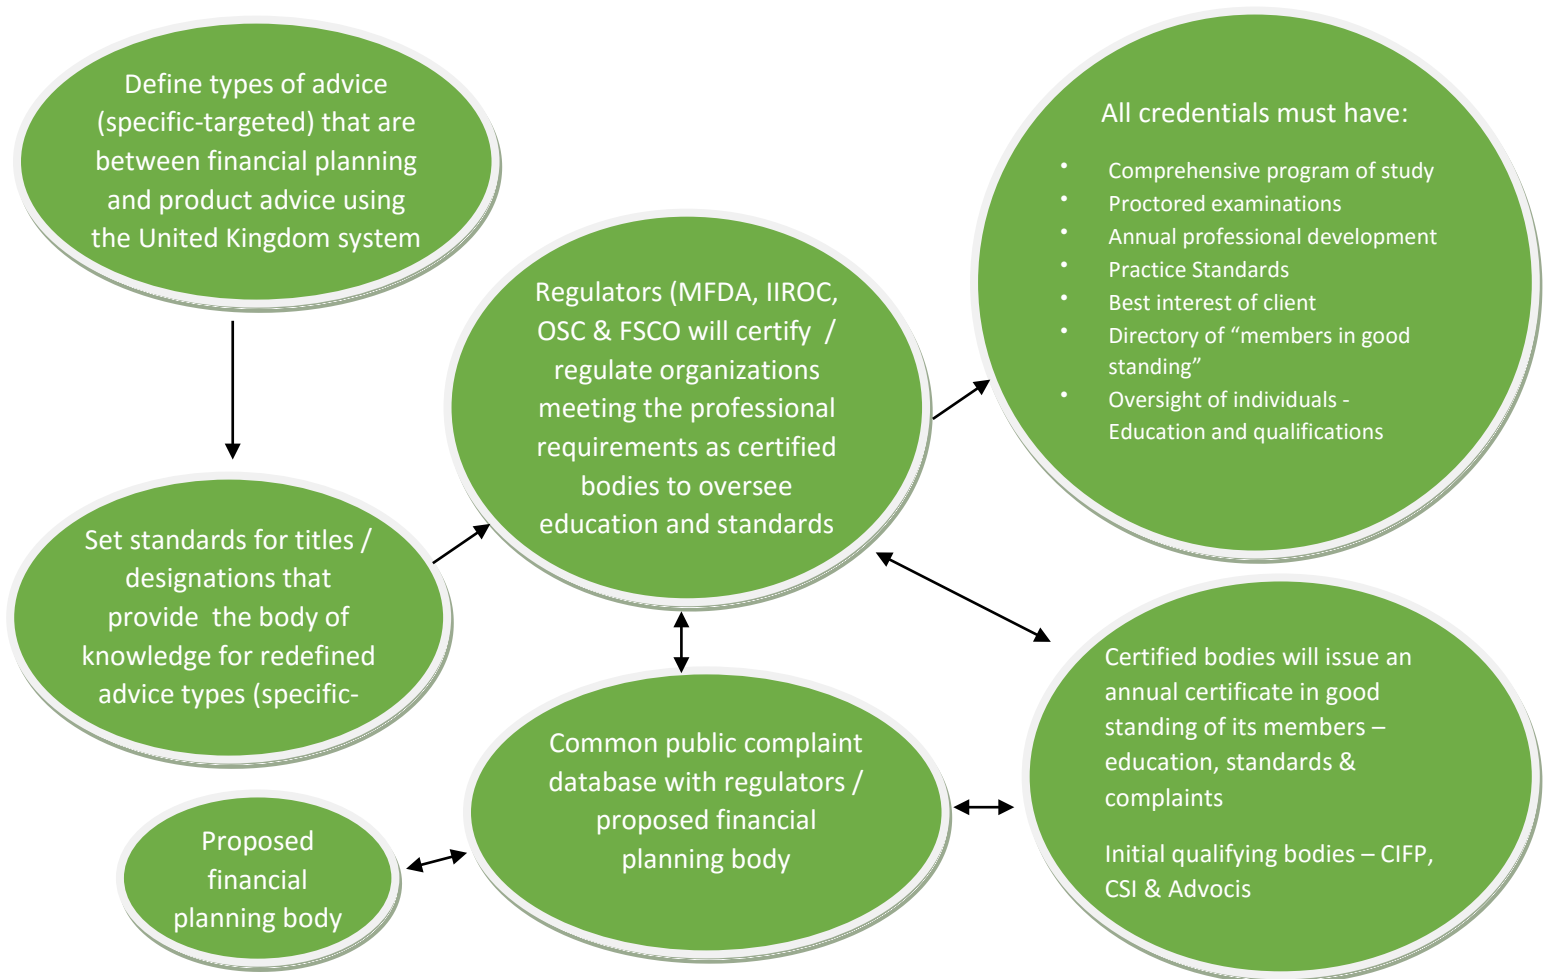 Define types of advice
(specific-targeted) that are
between financial planning
and product advice using
the United Kingdom system
Set standards for titles /
designations that
provide the body of
knowledge for redefined
advice types (specific-
Regulators (MFDA, IIROC,
OSC & FSCO will certify /
regulate organizations
meeting the professional
requirements as certified
bodies to oversee
education and standards
All credentials must have:
• Comprehensive program of study
• Proctored examinations
• Annual professional development
• Practice Standards
• Best interest of client
• Directory of “members in good
standing”
• Oversight of individuals -
Education and qualifications
Certified bodies will issue an
annual certificate in good
standing of its members –
education, standards &
complaints
Initial qualifying bodies – CIFP,
CSI & Advocis
Common public complaint
database with regulators /
proposed financial
planning body
Proposed
financial
planning body